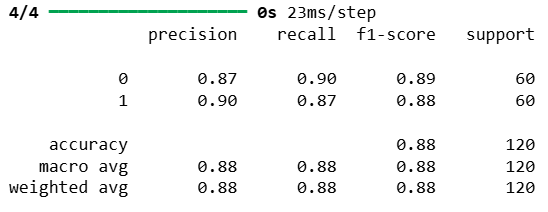 4/4 ━━━━━━━━━━━━━━━━━━━━ 0s 23ms/step
              precision    recall  f1-score   support

           0       0.87      0.90      0.89        60
           1       0.90      0.87      0.88        60

    accuracy                           0.88       120
   macro avg       0.88      0.88      0.88       120
weighted avg       0.88      0.88      0.88       120